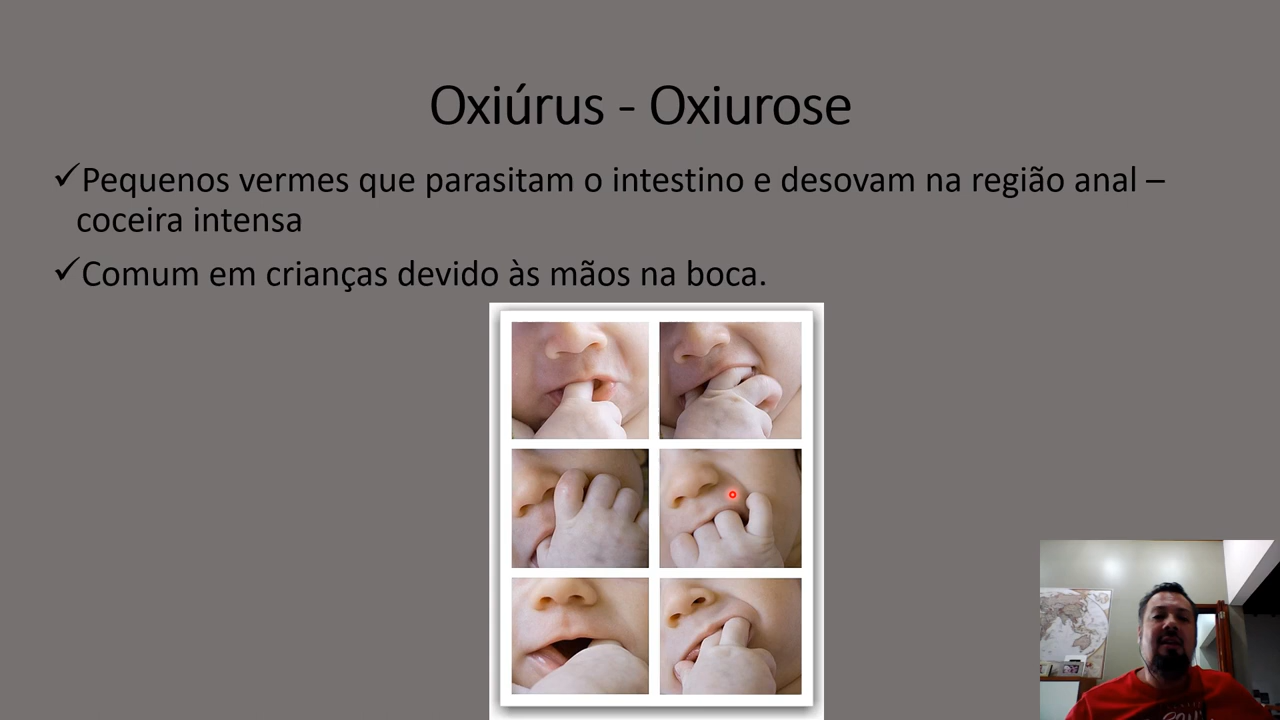 Oxiúrus - Oxiurose
✓Pequenos vermes que parasitam o intestino e desovam na região anal –
coceira intensa
✓Comum em crianças devido às mãos na boca.